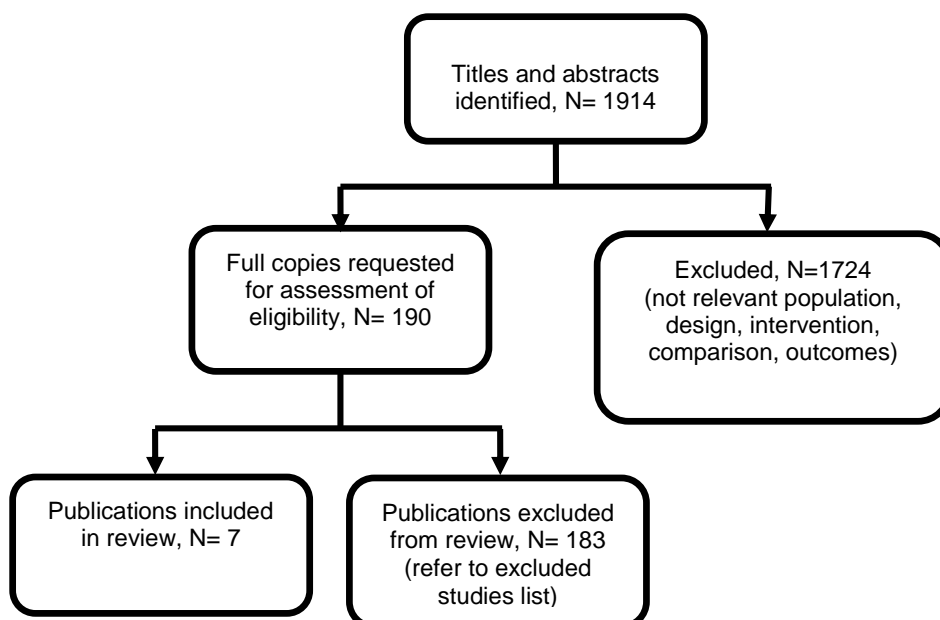 Titles and abstracts
identified, N= 1914
Full copies requested
for assessment of
eligibility, N= 190
Excluded, N=1724
(not relevant population,
design, intervention,
comparison, outcomes)
Publications included
in review, N= 7
Publications excluded
from review, N= 183
(refer to excluded
studies list)